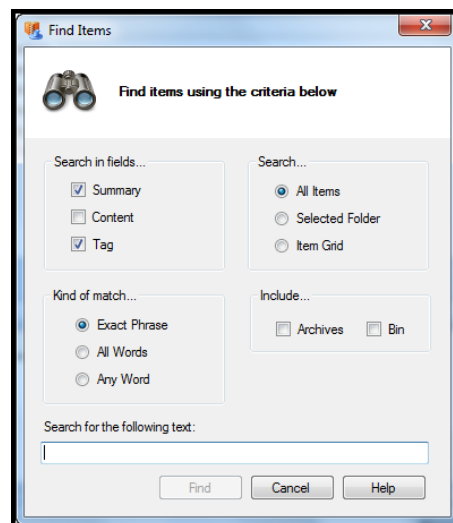 Find Items
Find items using the criteria below
Search in fields...
Summary
Content
Tag
Search...
All Items
Selected Folder
Item Grid
Kind of match...
Exact Phrase
All Words
Any Word
Include...
Archives Bin
Search for the following text:
Find Cancel Help